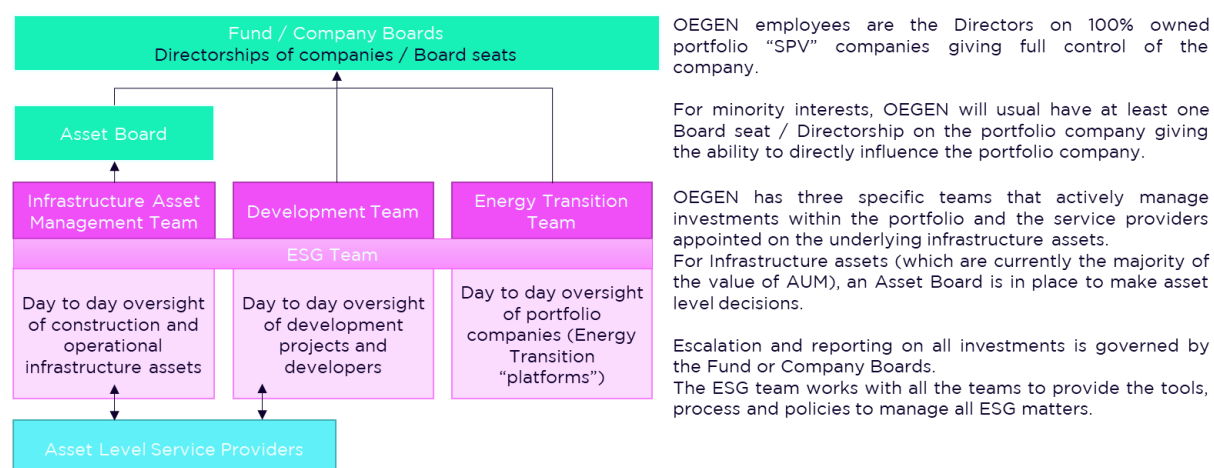 Fund / Company Boards
Directorships of companies / Board seats
Asset Board
Infrastructure Asset
Management Team
Development Team
Energy Transition
Team
ESG Team
Day to day oversight
of construction and
operational
infrastructure assets
Day to day oversight
of development
projects and
developers
Day to day oversight
of portfolio
companies (Energy
Transition
“platforms”)
Asset Level Service Providers
OEGEN employees are the Directors on 100% owned
portfolio “SPV” companies giving full control of the
company.
For minority interests, OEGEN will usual have at least one
Board seat / Directorship on the portfolio company giving
the ability to directly influence the portfolio company.
OEGEN has three specific teams that actively manage
investments within the portfolio and the service providers
appointed on the underlying infrastructure assets.
For Infrastructure assets (which are currently the majority of
the value of AUM), an Asset Board is in place to make asset
level decisions.
Escalation and reporting on all investments is governed by
the Fund or Company Boards.
The ESG team works with all the teams to provide the tools,
process and policies to manage all ESG matters.